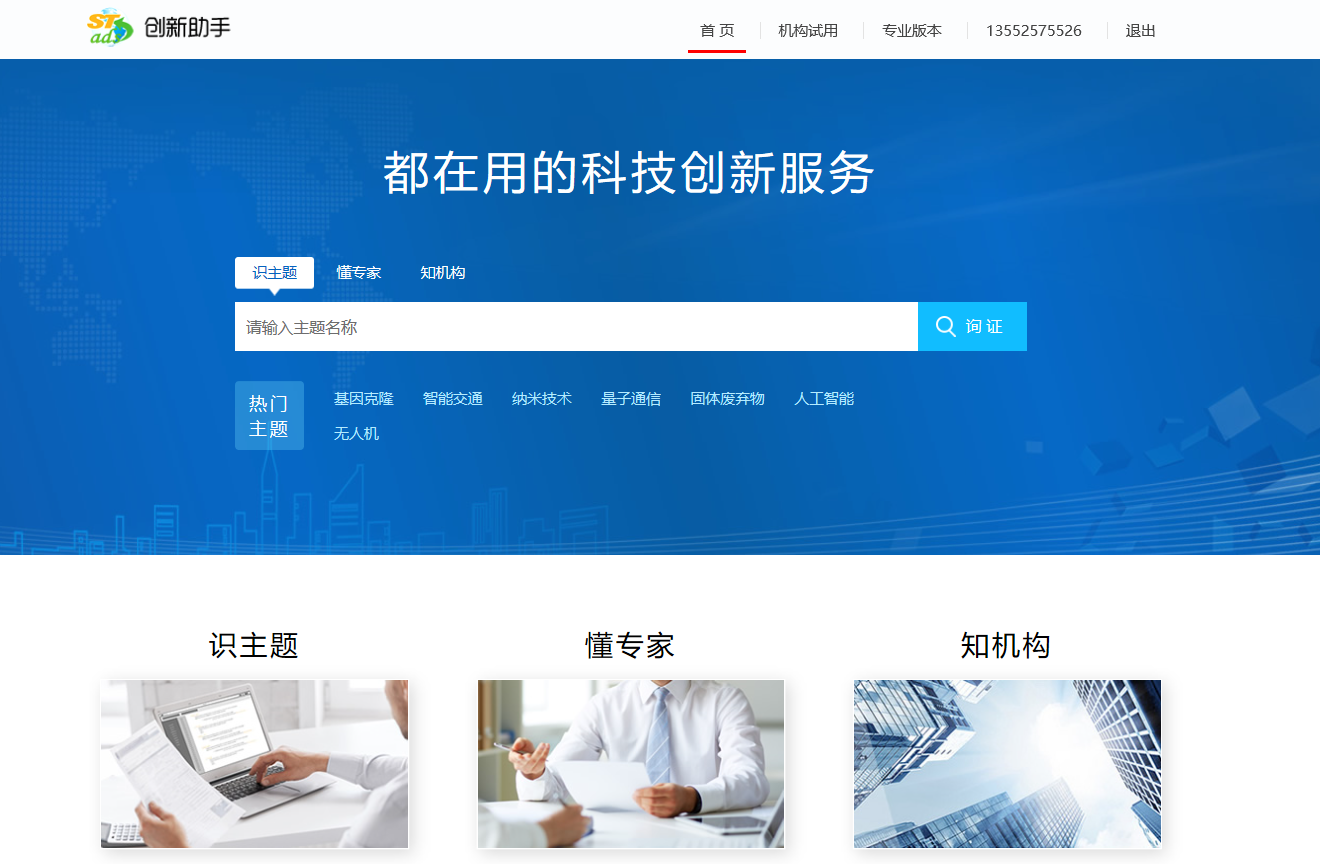 STad 创新助手
首 页 机构试用 专业版本 13552575526 退出
都在用的科技创新服务
识主题 懂专家 知机构
请输入主题名称 询 证
热门
主题
基因克隆 智能交通 纳米技术 量子通信 固体废弃物 人工智能
无人机
识主题 懂专家 知机构